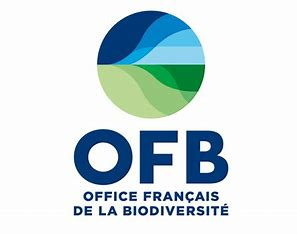 OFB
OFFICE FRANÇAIS
DE LA BIODIVERSITÉ